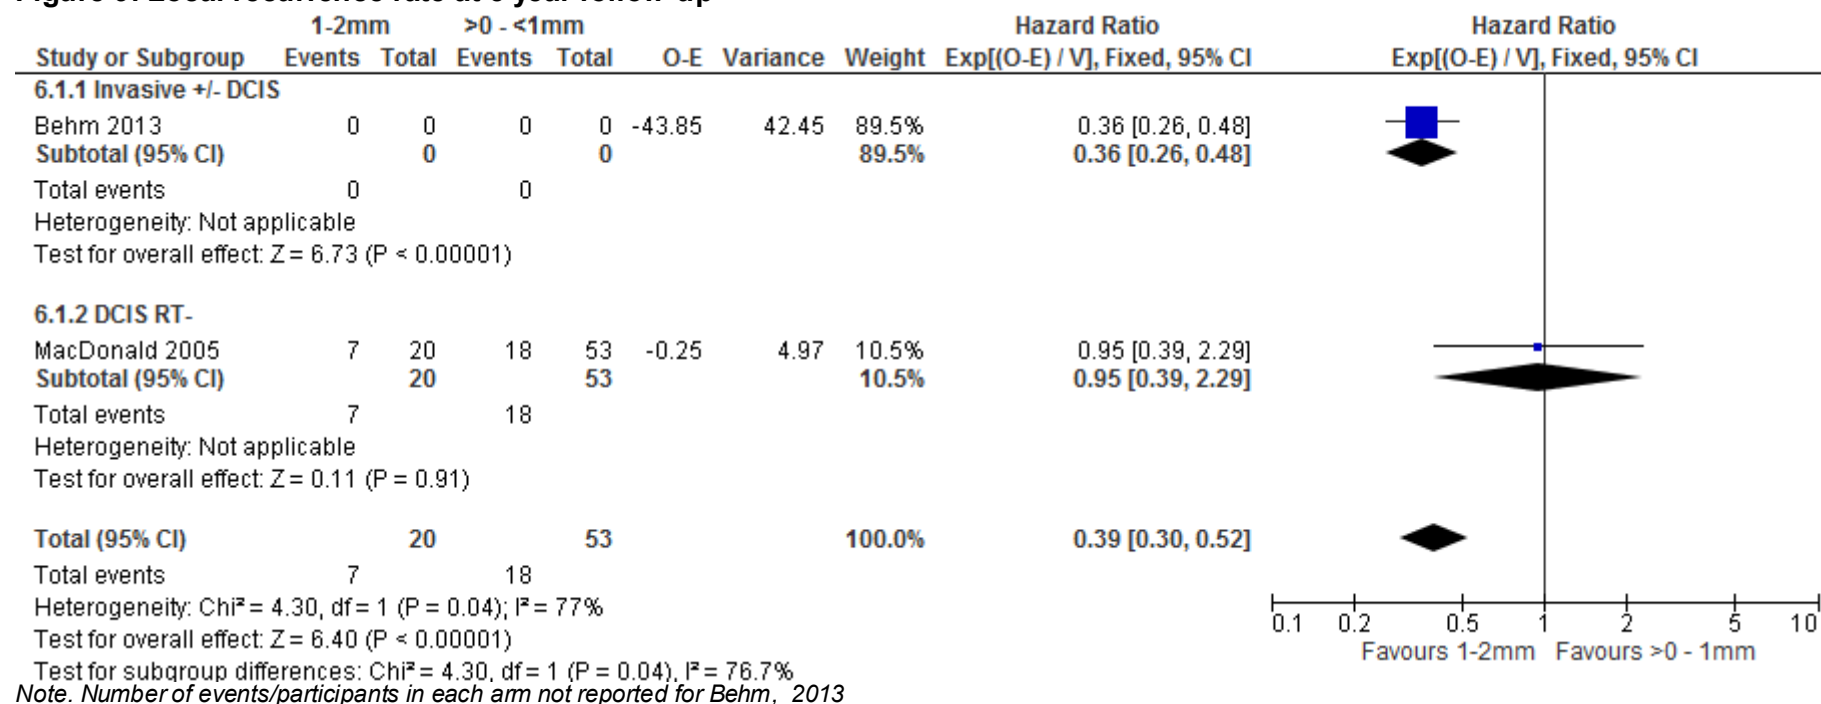 1-2mm >0 - <1mm Hazard Ratio Hazard Ratio
Study or Subgroup Events Total Events Total O-E Variance Weight Exp[(O-E) / V], Fixed, 95% CI Exp[(O-E) / V], Fixed, 95% CI
6.1.1 Invasive +/- DCIS
Behm 2013 0 0 0 0 -43.85 42.45 89.5% 0.36 [0.26, 0.48]
Subtotal (95% CI) 0 0 89.5% 0.36 [0.26, 0.48]
Total events 0 0
Heterogeneity: Not applicable
Test for overall effect: Z = 6.73 (P < 0.00001)
6.1.2 DCIS RT-
MacDonald 2005 7 20 18 53 -0.25 4.97 10.5% 0.95 [0.39, 2.29]
Subtotal (95% CI) 20 53 10.5% 0.95 [0.39, 2.29]
Total events 7 18
Heterogeneity: Not applicable
Test for overall effect: Z = 0.11 (P = 0.91)
Total (95% CI) 20 53 100.0% 0.39 [0.30, 0.52]
Total events 7 18
Heterogeneity: Chi² = 4.30, df = 1 (P = 0.04); I² = 77%
Test for overall effect: Z = 6.40 (P < 0.00001)
Test for subgroup differences: Chi² = 4.30, df = 1 (P = 0.04), I² = 76.7%
0.1 0.2 0.5 1 2 5 10
Favours 1-2mm Favours >0 - 1mm
Note. Number of events/participants in each arm not reported for Behm, 2013